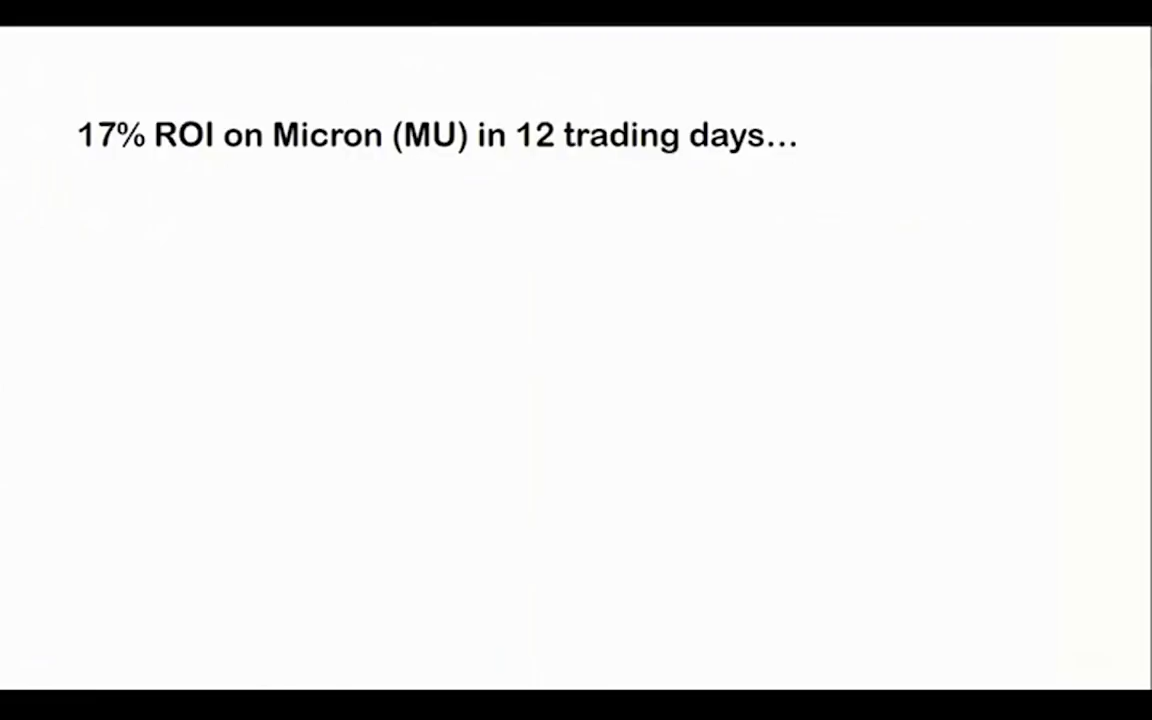 17% ROI on Micron (MU) in 12 trading days…